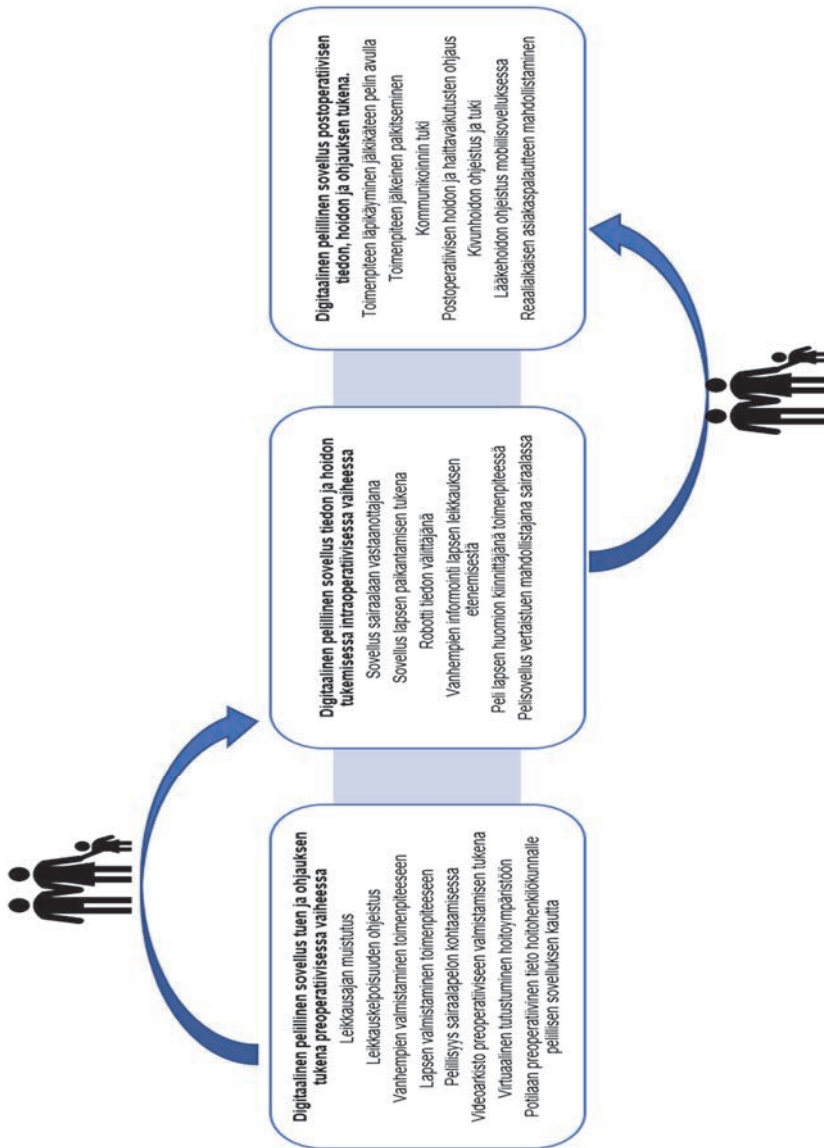 Digitaalinen pelillinen sovellus tuen ja ohjauksen
tukena preoperatiivisessa vaiheessa
Leikkausajan muistutus
Leikkauskelpoisuuden ohjeistus
Vanhempien valmistaminen toimenpiteeseen
Lapsen valmistaminen toimenpiteeseen
Pelillisyys sairaalapelon kohtaamisessa
Videoarkisto preoperatiiviseen valmistamisen tukena
Virtuaalinen tutustuminen hoitoympäristöön
Potilaan preoperatiivinen tieto hoitohenkilökunnalle
pelillisen sovelluksen kautta
Digitaalinen pelillinen sovellus tiedon ja hoidon
tukemisessa intraoperatiivisessa vaiheessa
Sovellus sairaalaan vastaanottajana
Sovellus lapsen paikantamisen tukena
Robotti tiedon välittäjänä
Vanhempien informointi lapsen leikkauksen
etenemisestä
Peli lapsen huomion kiinnittäjänä toimenpiteessä
Pelisovellus vertaistuen mahdollistajana sairaalassa
Digitaalinen pelillinen sovellus postoperatiivisen
tiedon, hoidon ja ohjauksen tukena.
Toimenpiteen läpikäyminen jälkikäteen pelin avulla
Toimenpiteen jälkeinen palkitseminen
Kommunikoinnin tuki
Postoperatiivisen hoidon ja haittavaikutusten ohjaus
Kivunhoidon ohjeistus ja tuki
Lääkehoidon ohjeistus mobiilisovelluksessa
Reaaliaikaisen asiakaspalautteen mahdollistaminen